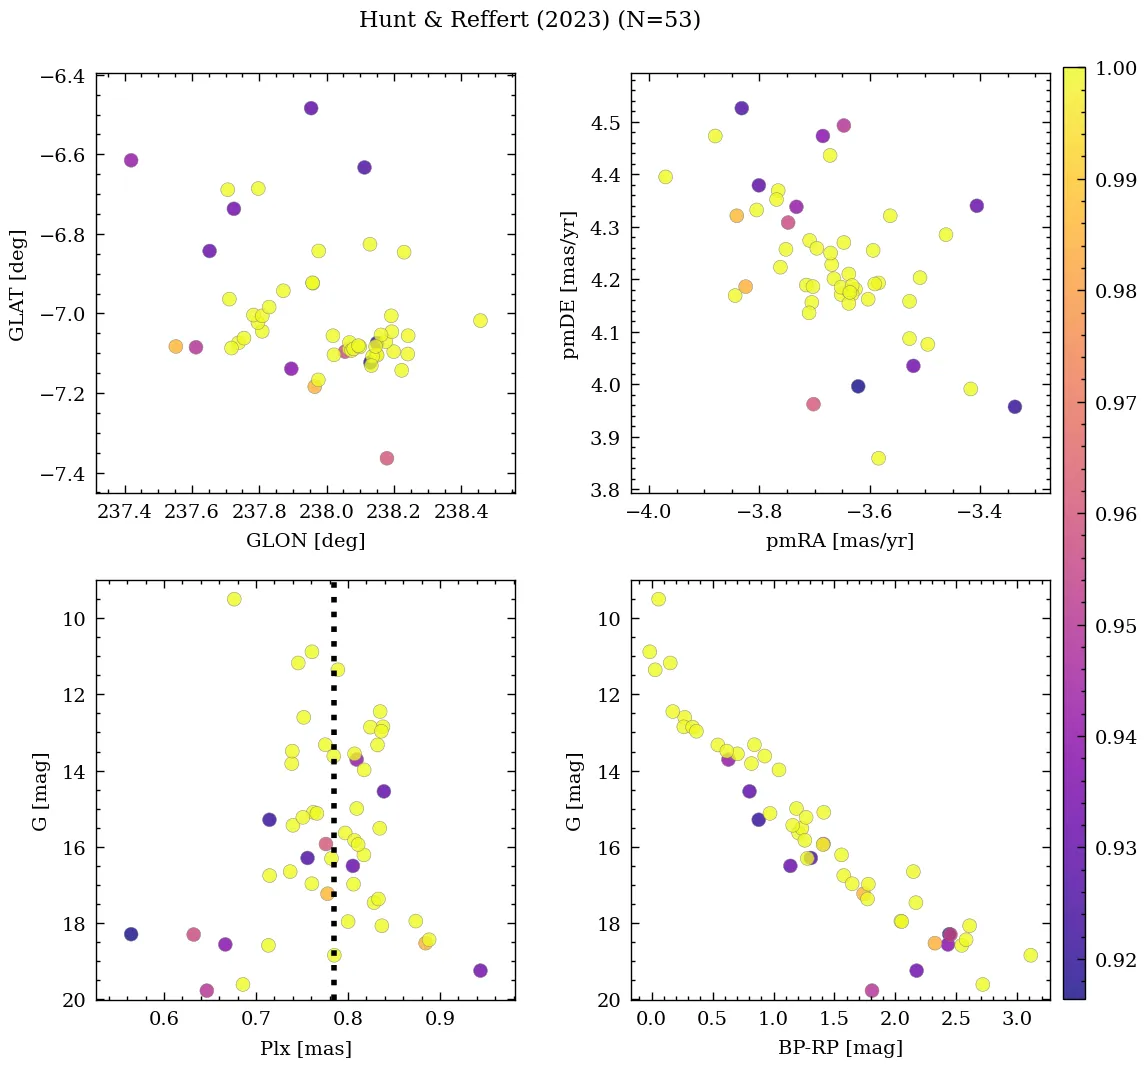 Hunt & Reffert (2023) (N=53)
−6.4
−6.6
−6.8
−7.0
−7.2
−7.4
GLAT [deg]
237.4 237.6 237.8 238.0 238.2 238.4
GLON [deg]
4.5
4.4
4.3
4.2
4.1
4.0
3.9
3.8
pmDE [mas/yr]
−4.0 −3.8 −3.6 −3.4
pmRA [mas/yr]
10
12
14
16
18
20
G [mag]
0.6 0.7 0.8 0.9
Plx [mas]
10
12
14
16
18
20
G [mag]
0.0 0.5 1.0 1.5 2.0 2.5 3.0
BP-RP [mag]
1.00
0.99
0.98
0.97
0.96
0.95
0.94
0.93
0.92